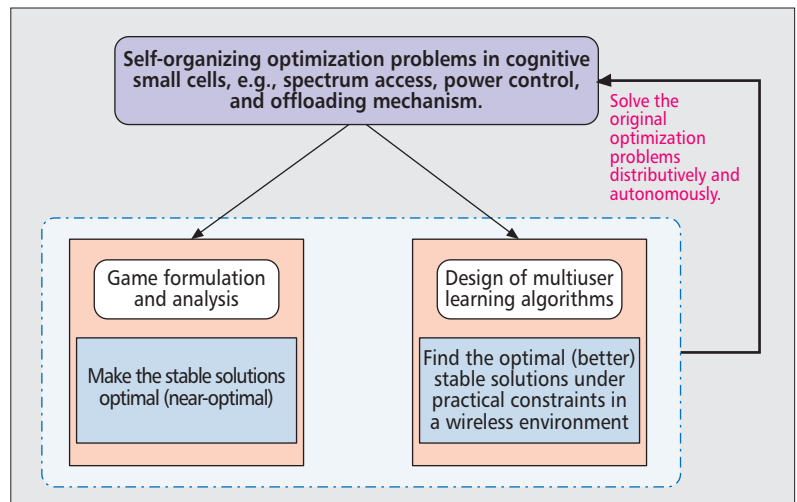 Self-organizing optimization problems in cognitive
small cells, e.g., spectrum access, power control,
and offloading mechanism.
Solve the
original
optimization
problems
distributively and
autonomously.
Game formulation
and analysis
Make the stable solutions
optimal (near-optimal)
Design of multiuser
learning algorithms
Find the optimal (better)
stable solutions under
practical constraints in
a wireless environment